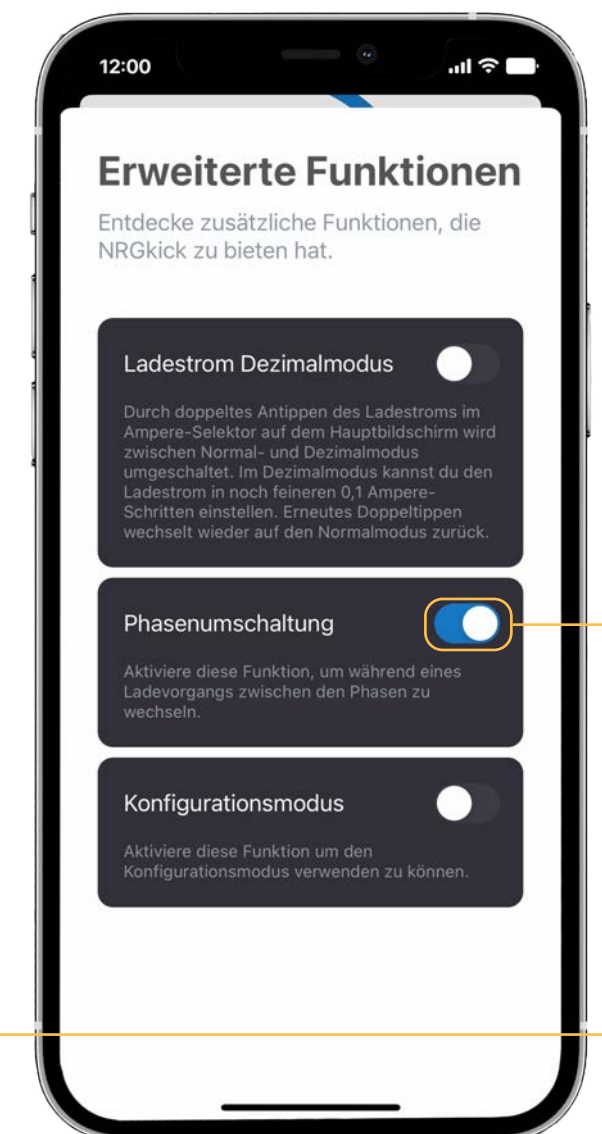 12:00
Erweiterte Funktionen
Entdecke zusätzliche Funktionen, die
NRGkick zu bieten hat.
Ladestrom Dezimalmodus
Durch doppeltes Antippen des Ladestroms im
Ampere-Selektor auf dem Hauptbildschirm wird
zwischen Normal- und Dezimalmodus
umgeschaltet. Im Dezimalmodus kannst du den
Ladestrom in noch feineren 0,1 Ampere-
Schritten einstellen. Erneutes Doppeltippen
wechselt wieder auf den Normalmodus zurück.
Phasenumschaltung
Aktiviere diese Funktion, um während eines
Ladevorgangs zwischen den Phasen zu
wechseln.
Konfigurationsmodus
Aktiviere diese Funktion um den
Konfigurationsmodus verwenden zu können.